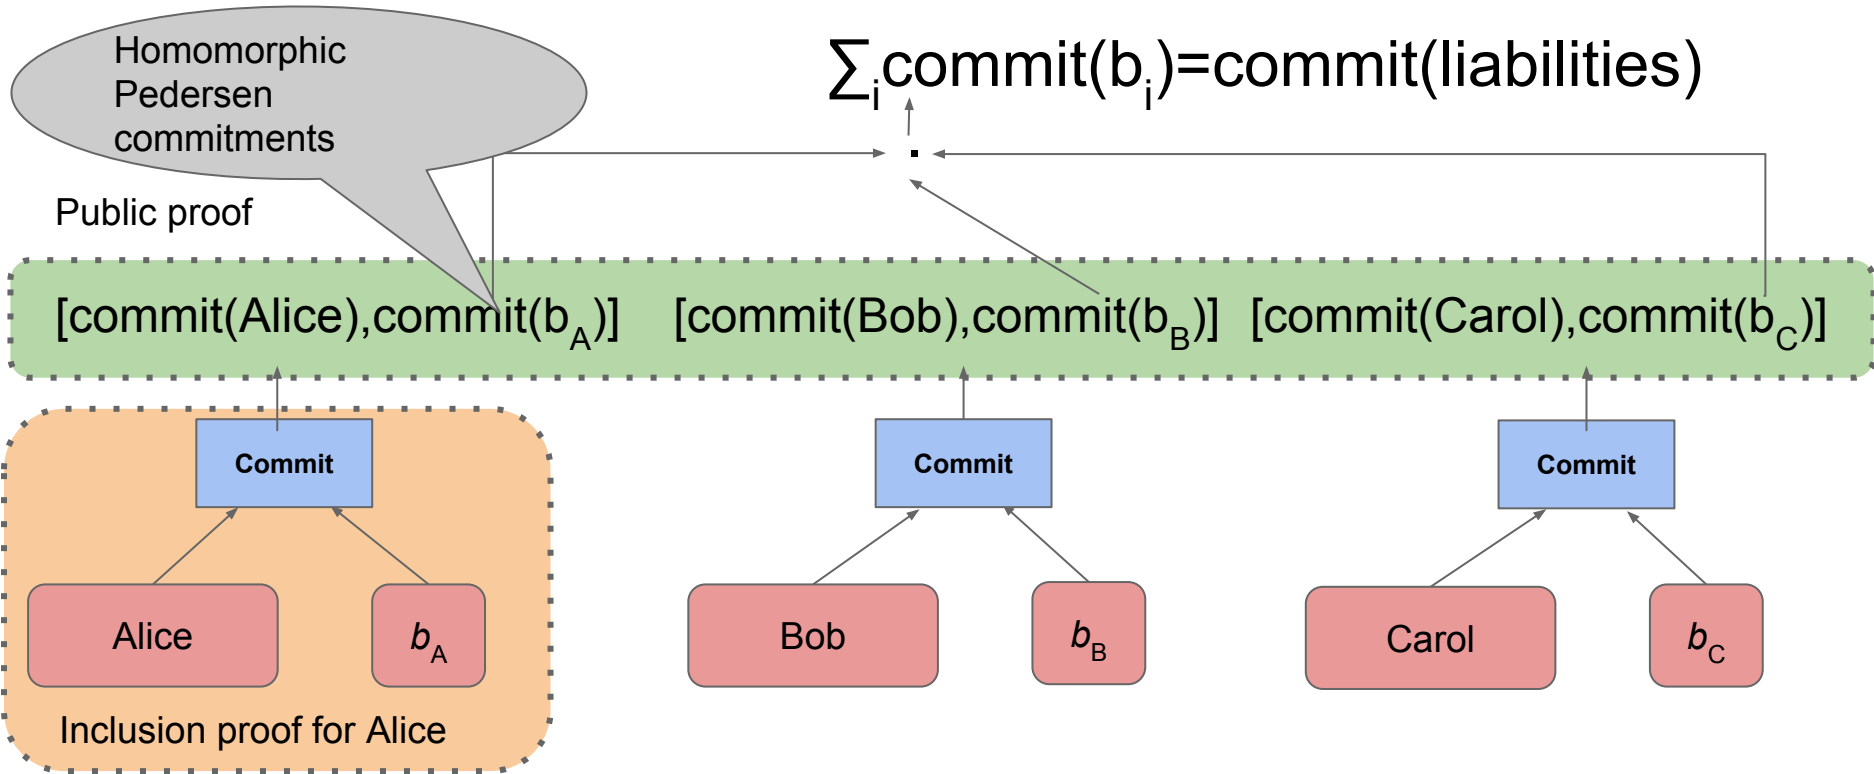 Homomorphic
Pedersen
commitments
∑ᵢcommit(bᵢ)=commit(liabilities)
.
Public proof
[commit(Alice),commit(b_A)] [commit(Bob),commit(b_B)] [commit(Carol),commit(b_C)]
Commit Commit Commit
Alice b_A Bob b_B Carol b_C
Inclusion proof for Alice